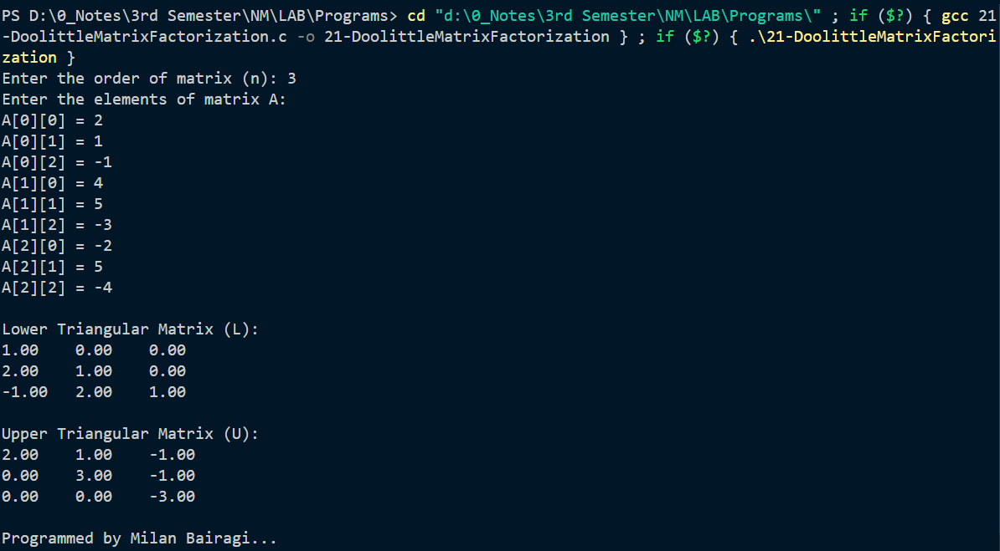 PS D:\0_Notes\3rd Semester\NM\LAB\Programs> cd "d:\0_Notes\3rd Semester\NM\LAB\Programs\" ; if ($?) { gcc 21
-DoolittleMatrixFactorization.c -o 21-DoolittleMatrixFactorization } ; if ($?) { .\21-DoolittleMatrixFactori
zation }
Enter the order of matrix (n): 3
Enter the elements of matrix A:
A[0][0] = 2
A[0][1] = 1
A[0][2] = -1
A[1][0] = 4
A[1][1] = 5
A[1][2] = -3
A[2][0] = -2
A[2][1] = 5
A[2][2] = -4
Lower Triangular Matrix (L):
1.00    0.00    0.00
2.00    1.00    0.00
-1.00   2.00    1.00
Upper Triangular Matrix (U):
2.00    1.00    -1.00
0.00    3.00    -1.00
0.00    0.00    -3.00
Programmed by Milan Bairagi...